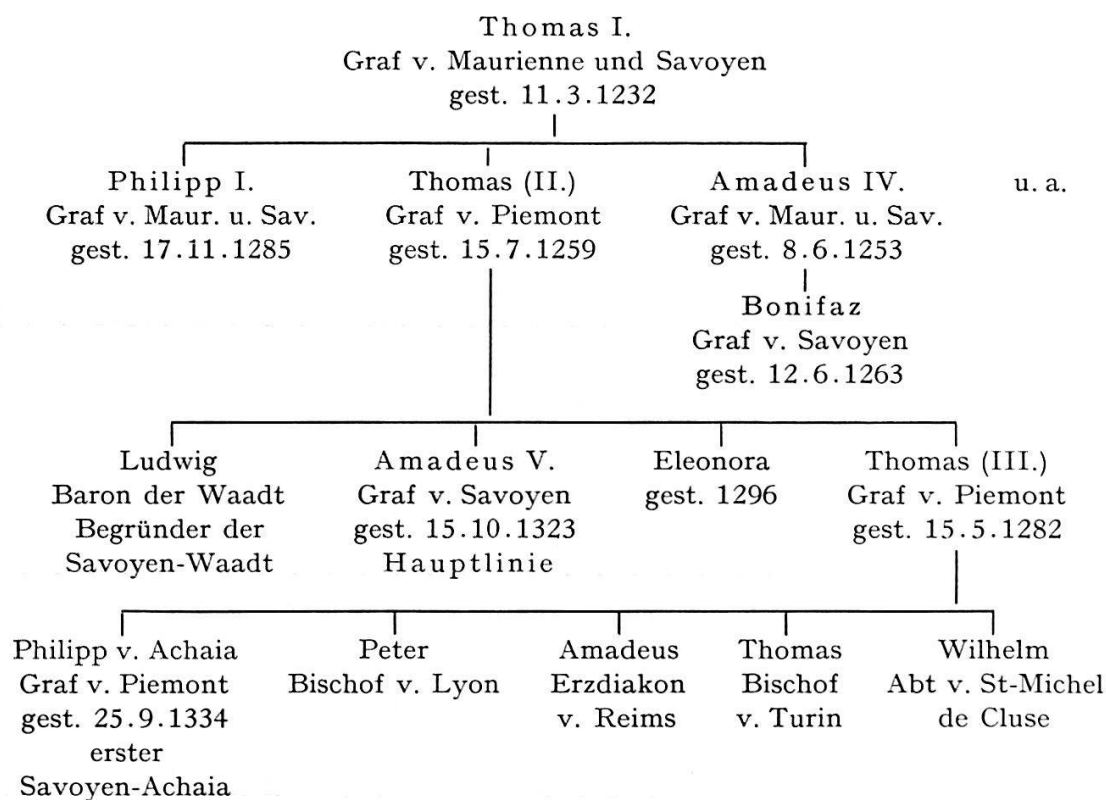 Thomas I.
Graf v. Maurienne und Savoyen
gest. 11.3.1232
Philipp I.
Graf v. Maur. u. Sav.
gest. 17.11.1285
Thomas (II.)
Graf v. Piemont
gest. 15.7.1259
Amadeus IV.
Graf v. Maur. u. Sav.
gest. 8.6.1253
u. a.
Bonifaz
Graf v. Savoyen
gest. 12.6.1263
Ludwig
Baron der Waadt
Begründer der
Savoyen-Waadt
Amadeus V.
Graf v. Savoyen
gest. 15.10.1323
Hauptlinie
Eleonora
gest. 1296
Thomas (III.)
Graf v. Piemont
gest. 15.5.1282
Philipp v. Achaia
Graf v. Piemont
gest. 25.9.1334
erster
Savoyen-Achaia
Peter
Bischof v. Lyon
Amadeus
Erzdiakon
v. Reims
Thomas
Bischof
v. Turin
Wilhelm
Abt v. St-Michel
de Cluse